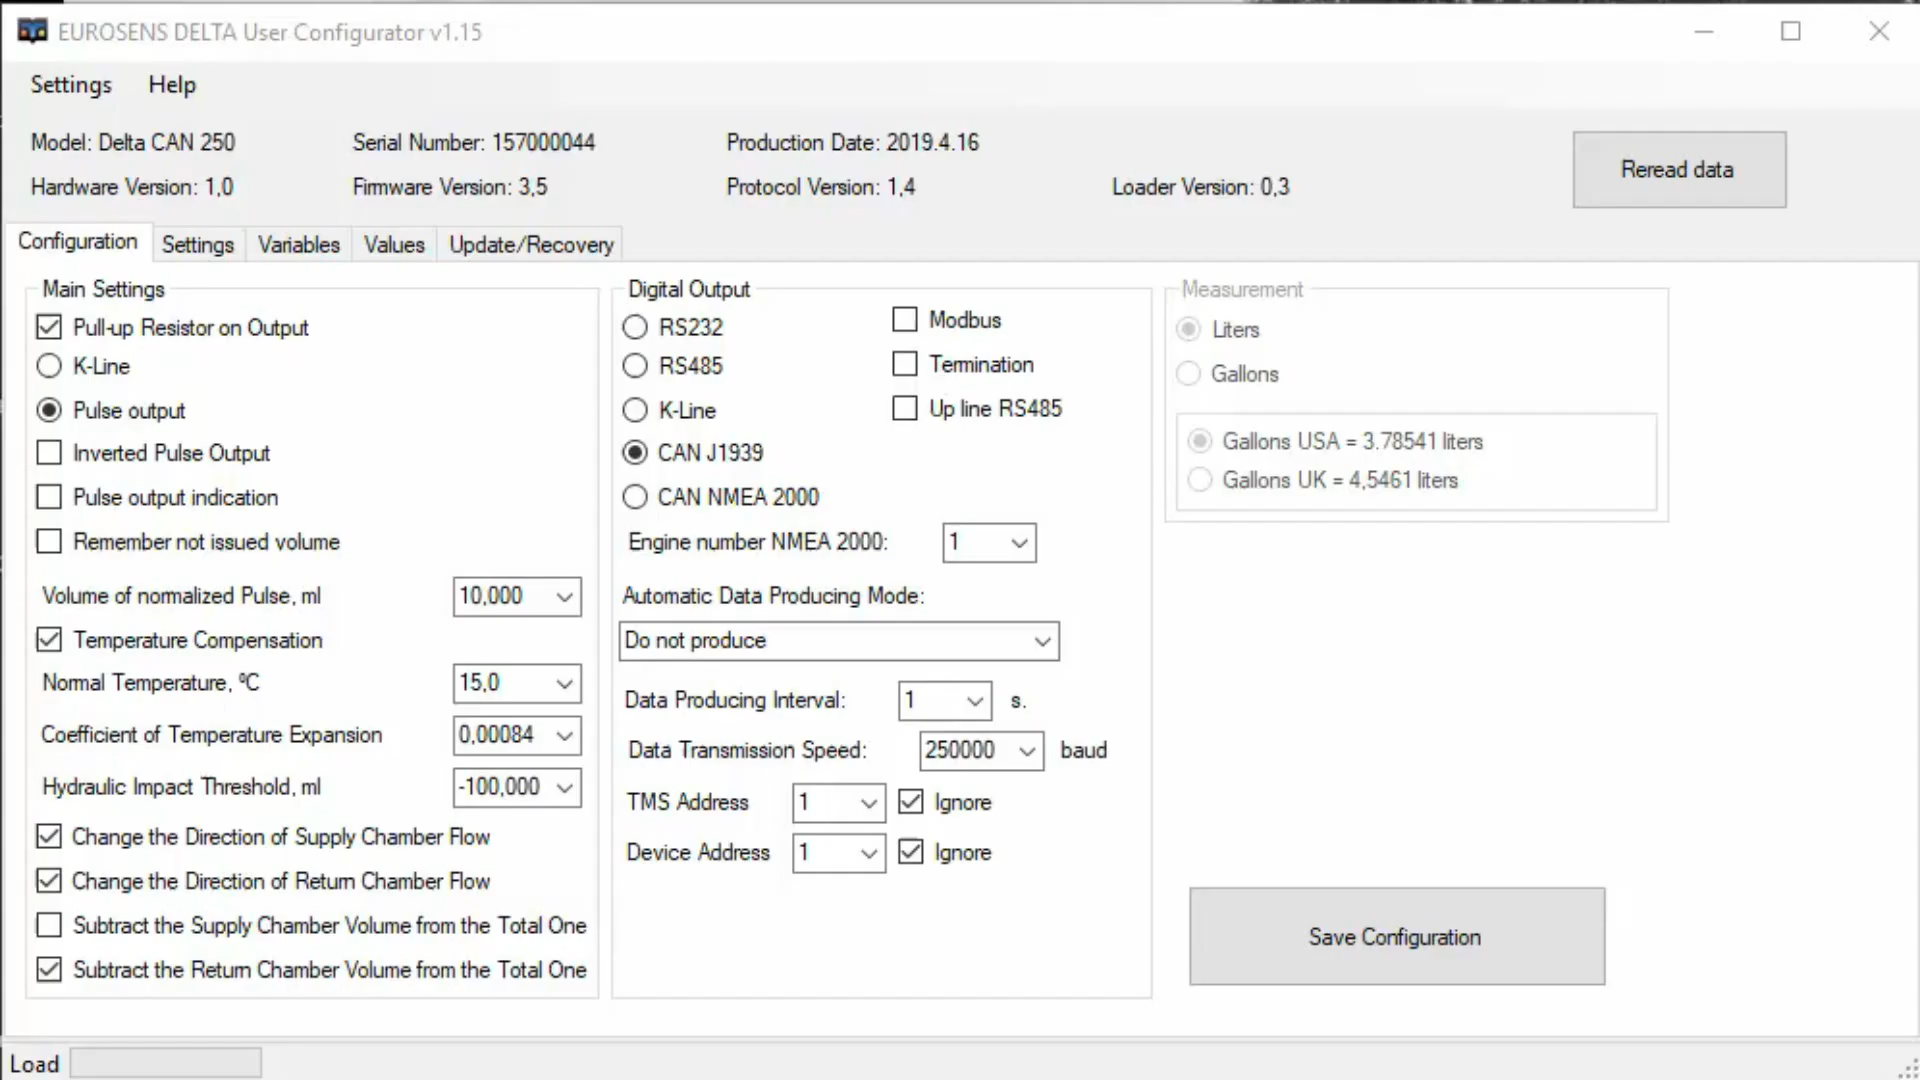 EUROSENS DELTA User Configurator v1.15
Settings Help
Model: Delta CAN 250 Serial Number: 157000044 Production Date: 2019.4.16
Hardware Version: 1,0 Firmware Version: 3,5 Protocol Version: 1,4 Loader Version: 0,3
Reread data
Configuration Settings Variables Values Update/Recovery
Main Settings
Pull-up Resistor on Output
K-Line
Pulse output
Inverted Pulse Output
Pulse output indication
Remember not issued volume
Volume of normalized Pulse, ml 10,000
Temperature Compensation
Normal Temperature, ºC 15,0
Coefficient of Temperature Expansion 0,00084
Hydraulic Impact Threshold, ml -100,000
Change the Direction of Supply Chamber Flow
Change the Direction of Return Chamber Flow
Subtract the Supply Chamber Volume from the Total One
Subtract the Return Chamber Volume from the Total One
Digital Output
RS232 Modbus
RS485 Termination
K-Line Up line RS485
CAN J1939
CAN NMEA 2000
Engine number NMEA 2000: 1
Automatic Data Producing Mode:
Do not produce
Data Producing Interval: 1 s.
Data Transmission Speed: 250000 baud
TMS Address 1 Ignore
Device Address 1 Ignore
Measurement
Liters
Gallons
Gallons USA = 3.78541 liters
Gallons UK = 4,5461 liters
Save Configuration
Load